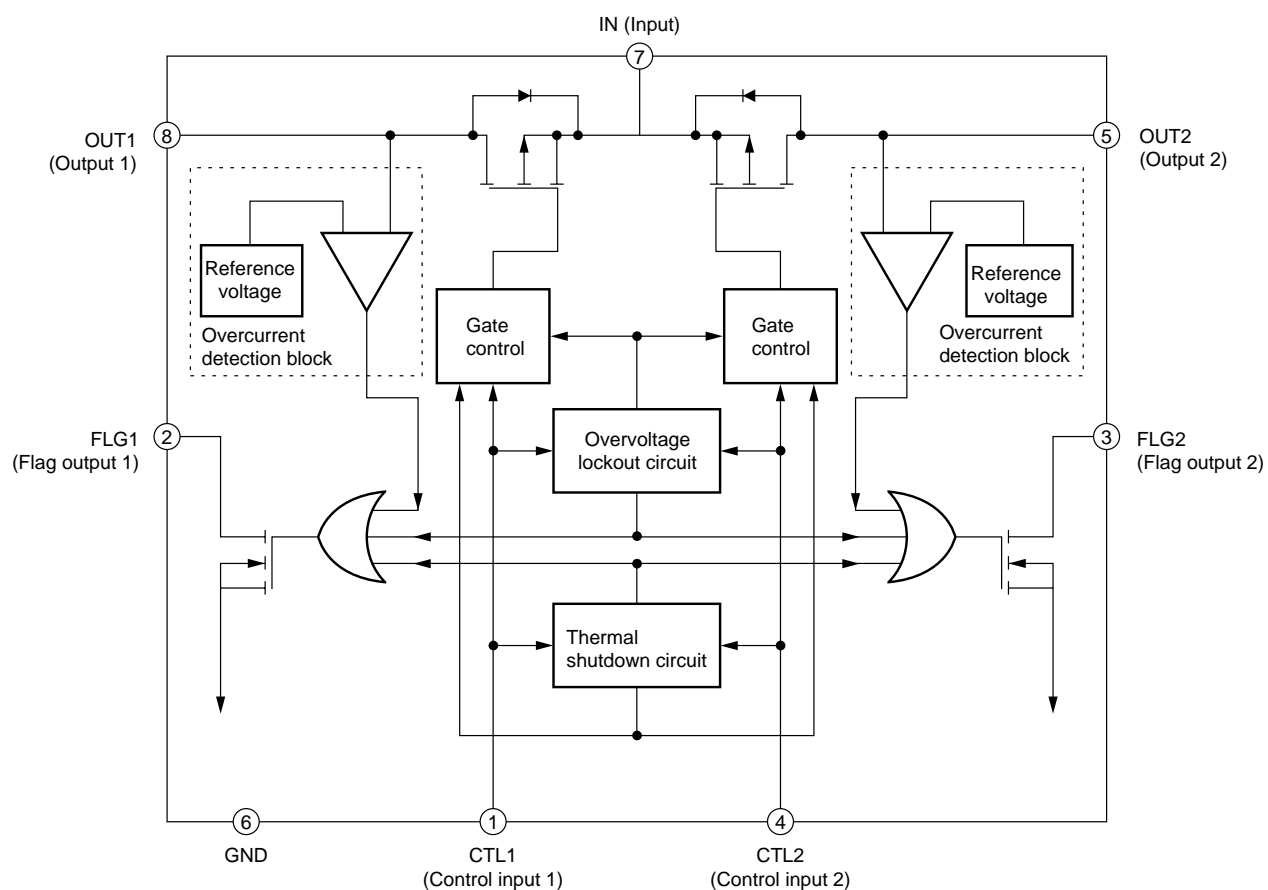 IN (Input)
7
OUT1
(Output 1)
8
5
OUT2
(Output 2)
Reference
voltage
Overcurrent
detection block
Gate
control
Gate
control
Reference
voltage
Overcurrent
detection block
FLG1
(Flag output 1)
2
Overvoltage
lockout circuit
3
FLG2
(Flag output 2)
Thermal
shutdown circuit
6
GND
1
CTL1
(Control input 1)
4
CTL2
(Control input 2)